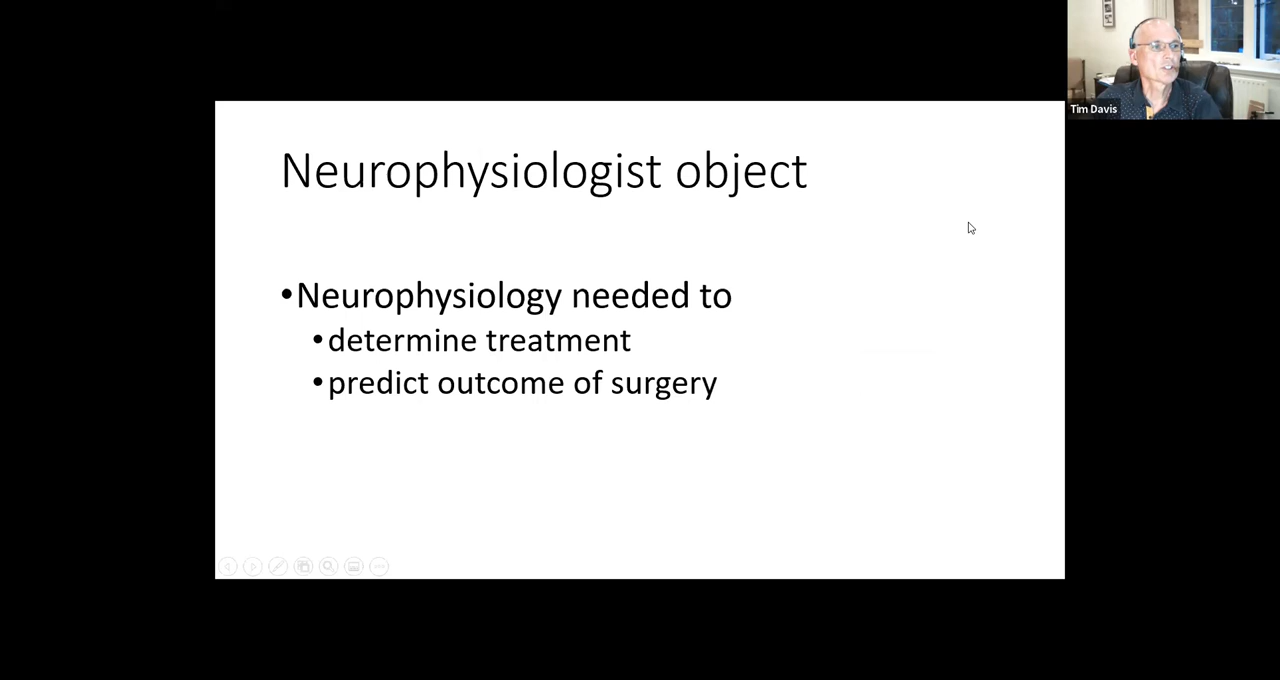 Tim Davis
Neurophysiologist object
•Neurophysiology needed to
•determine treatment
•predict outcome of surgery